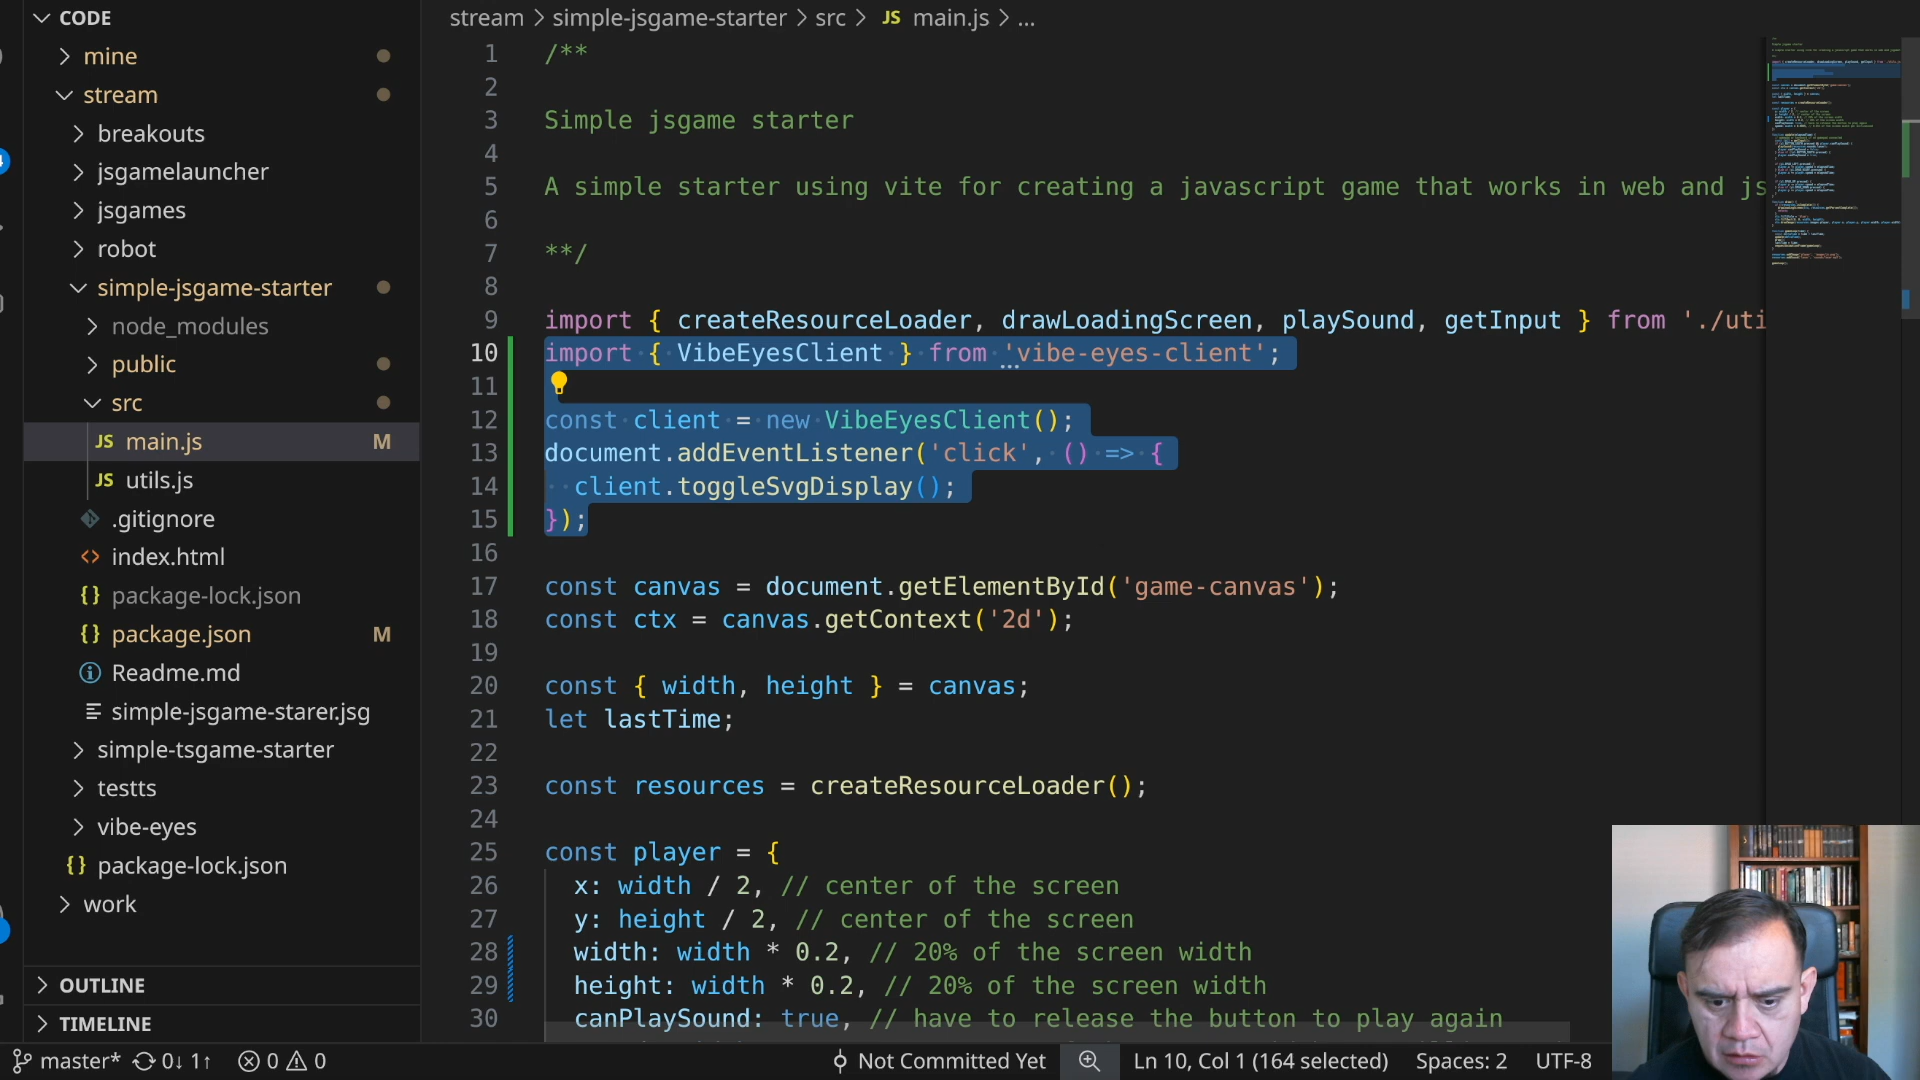 CODE
mine
stream
breakouts
jsgamelauncher
jsgames
robot
simple-jsgame-starter
node_modules
public
src
JS main.js M
JS utils.js
.gitignore
<> index.html
{} package-lock.json
{} package.json M
Readme.md
simple-jsgame-starer.jsg
simple-tsgame-starter
testts
vibe-eyes
{} package-lock.json
work
OUTLINE
TIMELINE
stream > simple-jsgame-starter > src > JS main.js > ...
1 /**
2
3 Simple jsgame starter
4
5 A simple starter using vite for creating a javascript game that works in web and js
6
7 **/
8
9 import { createResourceLoader, drawLoadingScreen, playSound, getInput } from './uti
10 import { VibeEyesClient } from 'vibe-eyes-client';
11
12 const client = new VibeEyesClient();
13 document.addEventListener('click', () => {
14 client.toggleSvgDisplay();
15 });
16
17 const canvas = document.getElementById('game-canvas');
18 const ctx = canvas.getContext('2d');
19
20 const { width, height } = canvas;
21 let lastTime;
22
23 const resources = createResourceLoader();
24
25 const player = {
26 x: width / 2, // center of the screen
27 y: height / 2, // center of the screen
28 width: width * 0.2, // 20% of the screen width
29 height: width * 0.2, // 20% of the screen width
30 canPlaySound: true, // have to release the button to play again
master* 0↓ 1↑ 0 0 Not Committed Yet Ln 10, Col 1 (164 selected) Spaces: 2 UTF-8